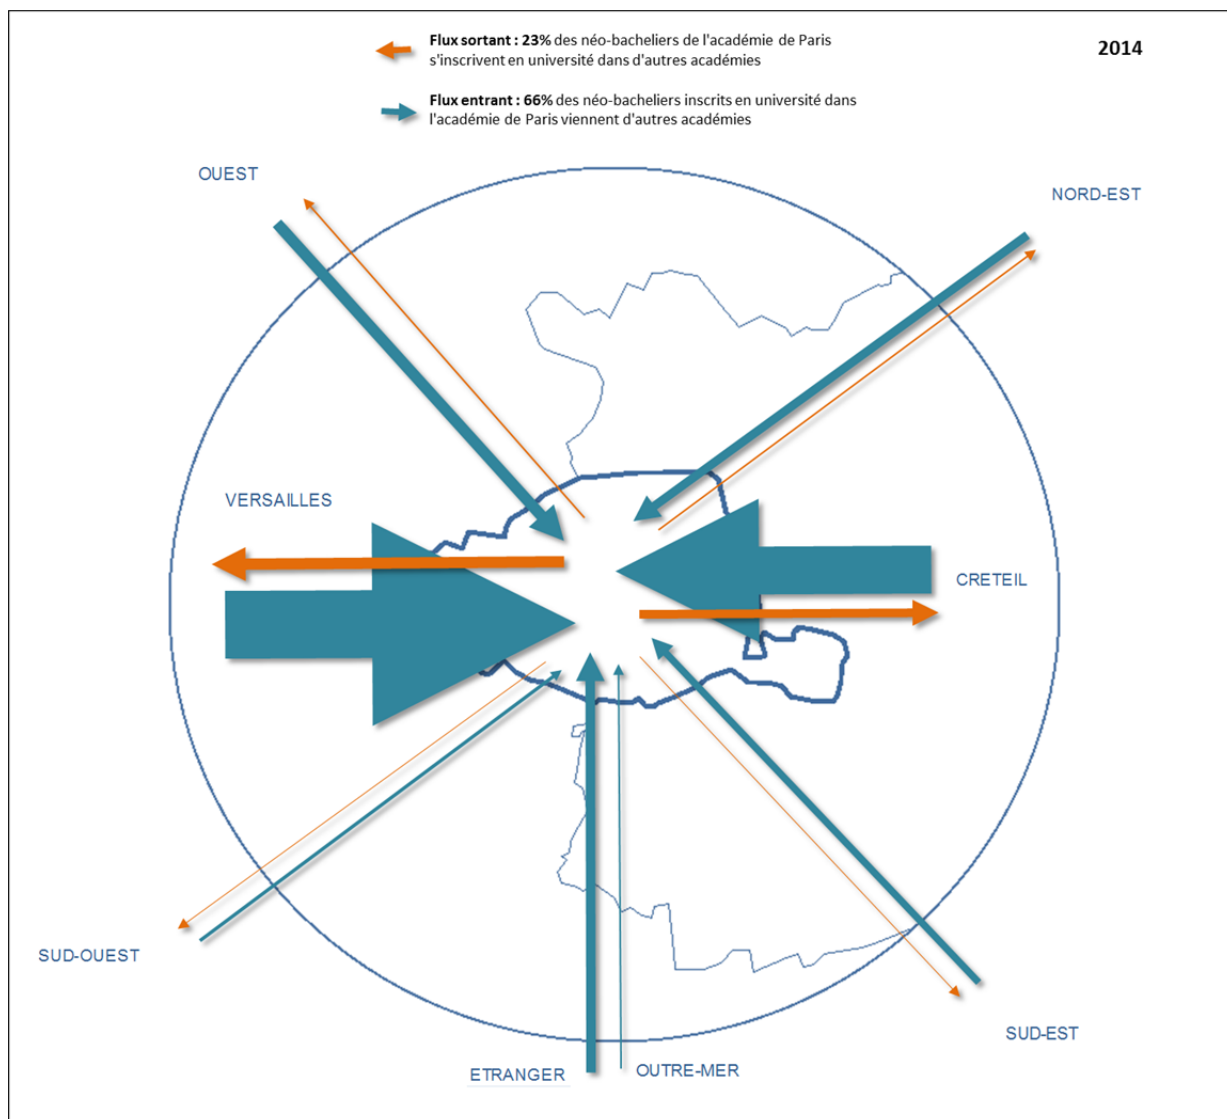 Flux sortant : 23% des néo-bacheliers de l'académie de Paris
s'inscrivent en université dans d'autres académies
2014
Flux entrant : 66% des néo-bacheliers inscrits en université dans
l'académie de Paris viennent d'autres académies
OUEST
NORD-EST
VERSAILLES
CRETEIL
SUD-OUEST
SUD-EST
ETRANGER
OUTRE-MER